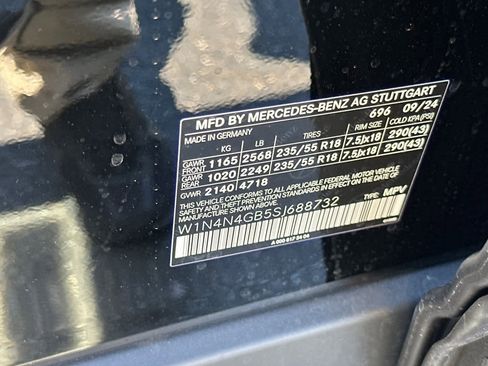 MFD BY MERCEDES-BENZ AG STUTTGART
MADE IN GERMANY 696 09/24
KG LB TIRES RIM SIZE COLD KPA(PSI)
GAWR FRONT 1165 2568 235/55 R18 7.5Jx18 290(43)
GAWR REAR 1020 2249 235/55 R18 7.5Jx18 290(43)
GVWR 2140 4718
THIS VEHICLE CONFORMS TO ALL APPLICABLE FEDERAL MOTOR VEHICLE
SAFETY AND THEFT PREVENTION STANDARDS IN EFFECT ON THE DATE OF
MANUFACTURE SHOWN ABOVE.
W1N4N4GB5SJ688732 TYPE: MPV